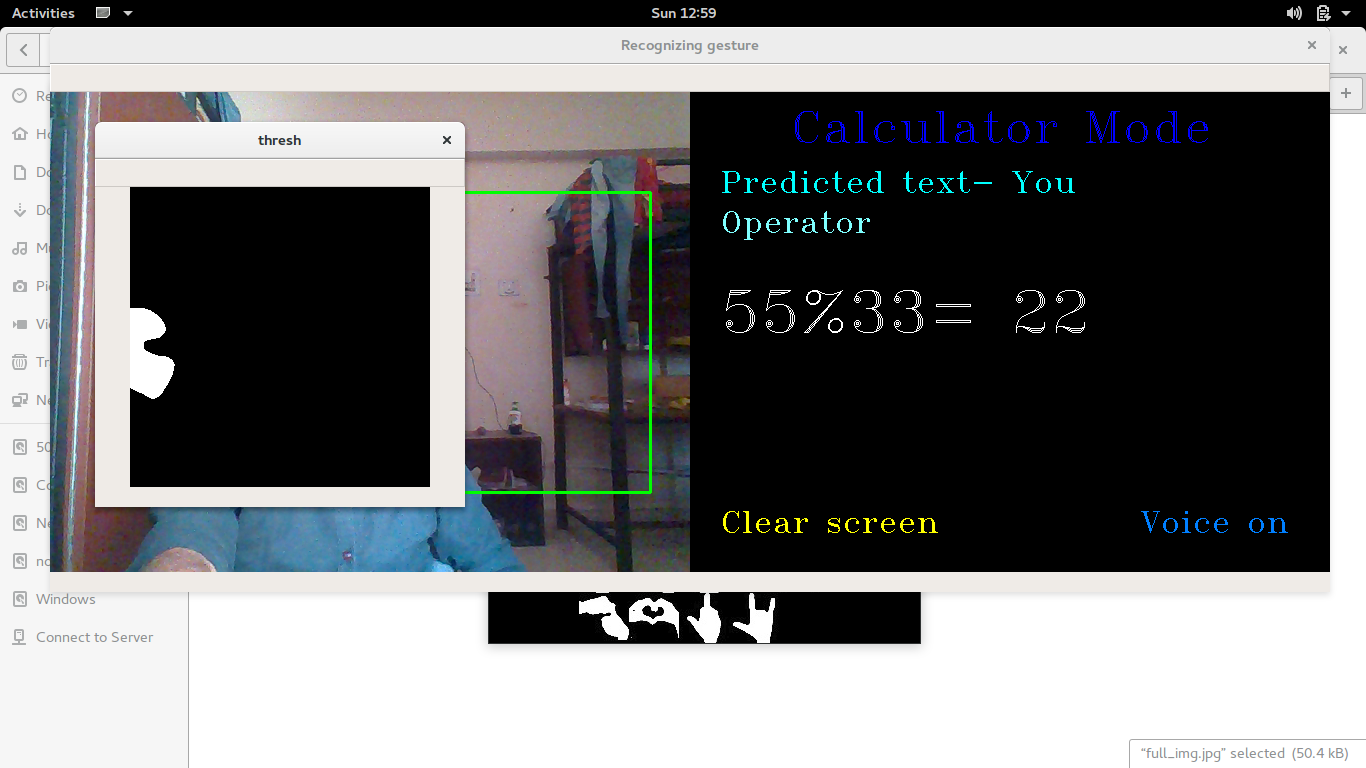 Activities
Sun 12:59
Recognizing gesture
thresh
Calculator Mode
Predicted text- You
Operator
55%33= 22
Clear screen
Voice on
Re
Ho
Do
Do
Mu
Pi
Vi
Tr
Ne
50
Co
Ne
Windows
Connect to Server
"full_img.jpg" selected (50.4 kB)